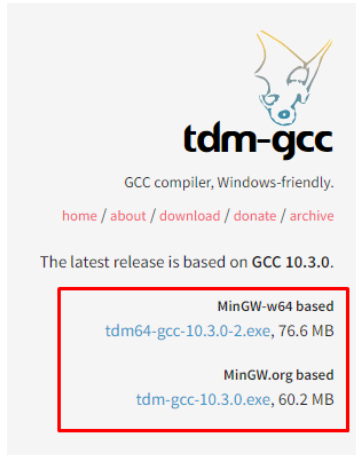 tdm-gcc
GCC compiler, Windows-friendly.
home / about / download / donate / archive
The latest release is based on GCC 10.3.0.
MinGW-w64 based
tdm64-gcc-10.3.0-2.exe, 76.6 MB
MinGW.org based
tdm-gcc-10.3.0.exe, 60.2 MB